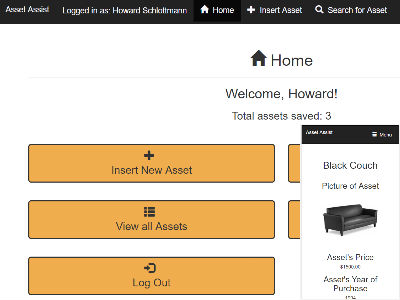 Asset Assist Logged in as: Howard Schlottmann Home Insert Asset Search for Asset
Home
Welcome, Howard!
Total assets saved: 3
Insert New Asset
View all Assets
Log Out
Asset Assist Menu
Black Couch
Picture of Asset
Asset's Price
Asset's Year of
Purchase